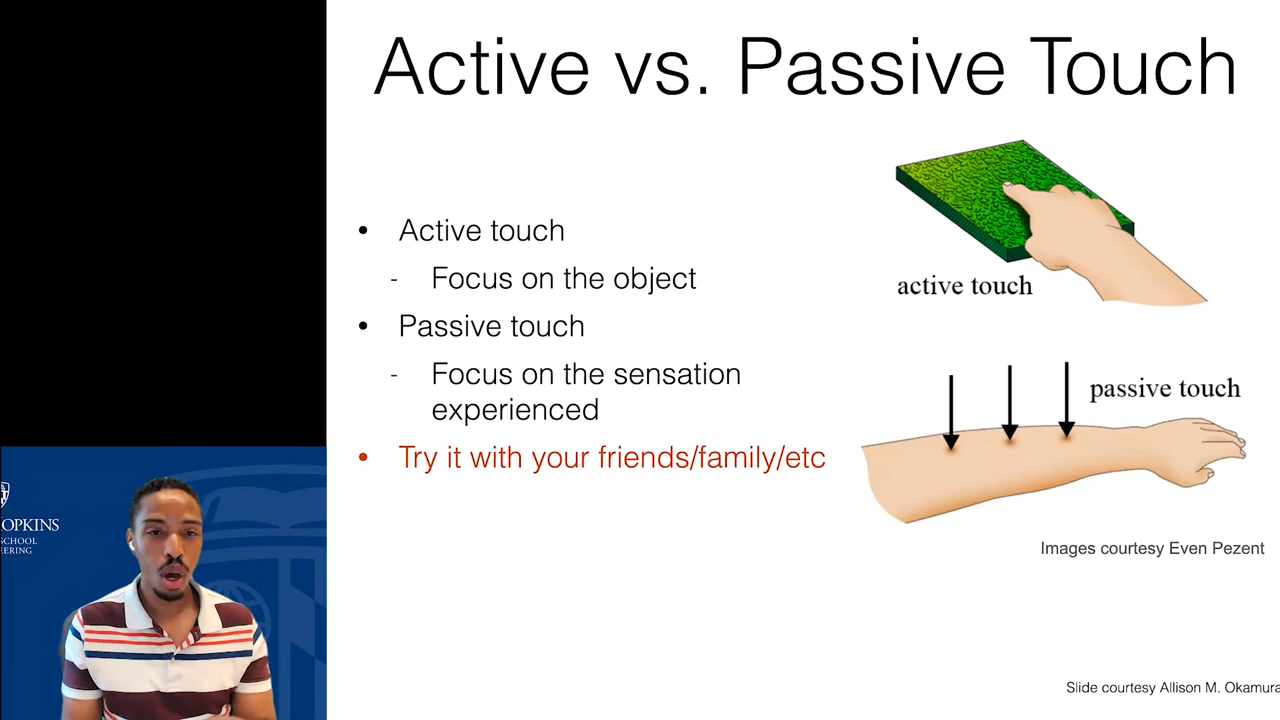 Active vs. Passive Touch
• Active touch
- Focus on the object
• Passive touch
- Focus on the sensation
experienced
• Try it with your friends/family/etc
active touch
passive touch
Images courtesy Even Pezent
Slide courtesy Allison M. Okamura
OPKINS
SCHOOL
EERING